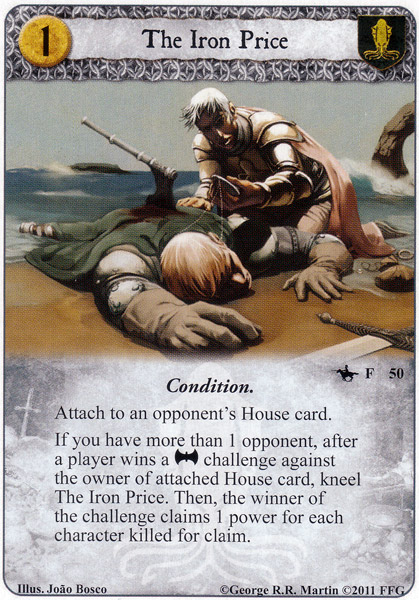 1 The Iron Price
F 50
Condition.
Attach to an opponent's House card.
If you have more than 1 opponent, after
a player wins a challenge against
the owner of attached House card, kneel
The Iron Price. Then, the winner of
the challenge claims 1 power for each
character killed for claim.
Illus. João Bosco ©George R.R. Martin ©2011 FFG